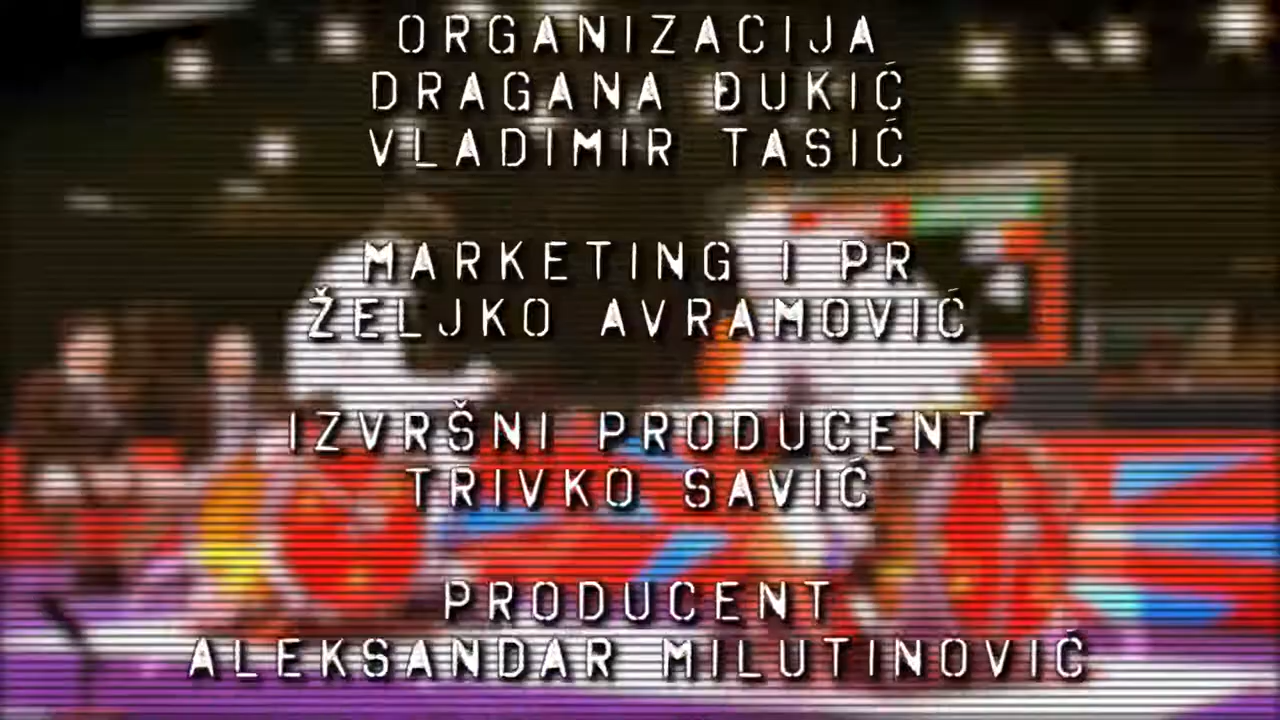 ORGANIZACIJA
DRAGANA ĐUKIĆ
VLADIMIR TASIĆ
MARKETING I PR
ŽELJKO AVRAMOVIĆ
IZVRŠNI PRODUCENT
TRIVKO SAVIĆ
PRODUCENT
ALEKSANDAR MILUTINOVIĆ